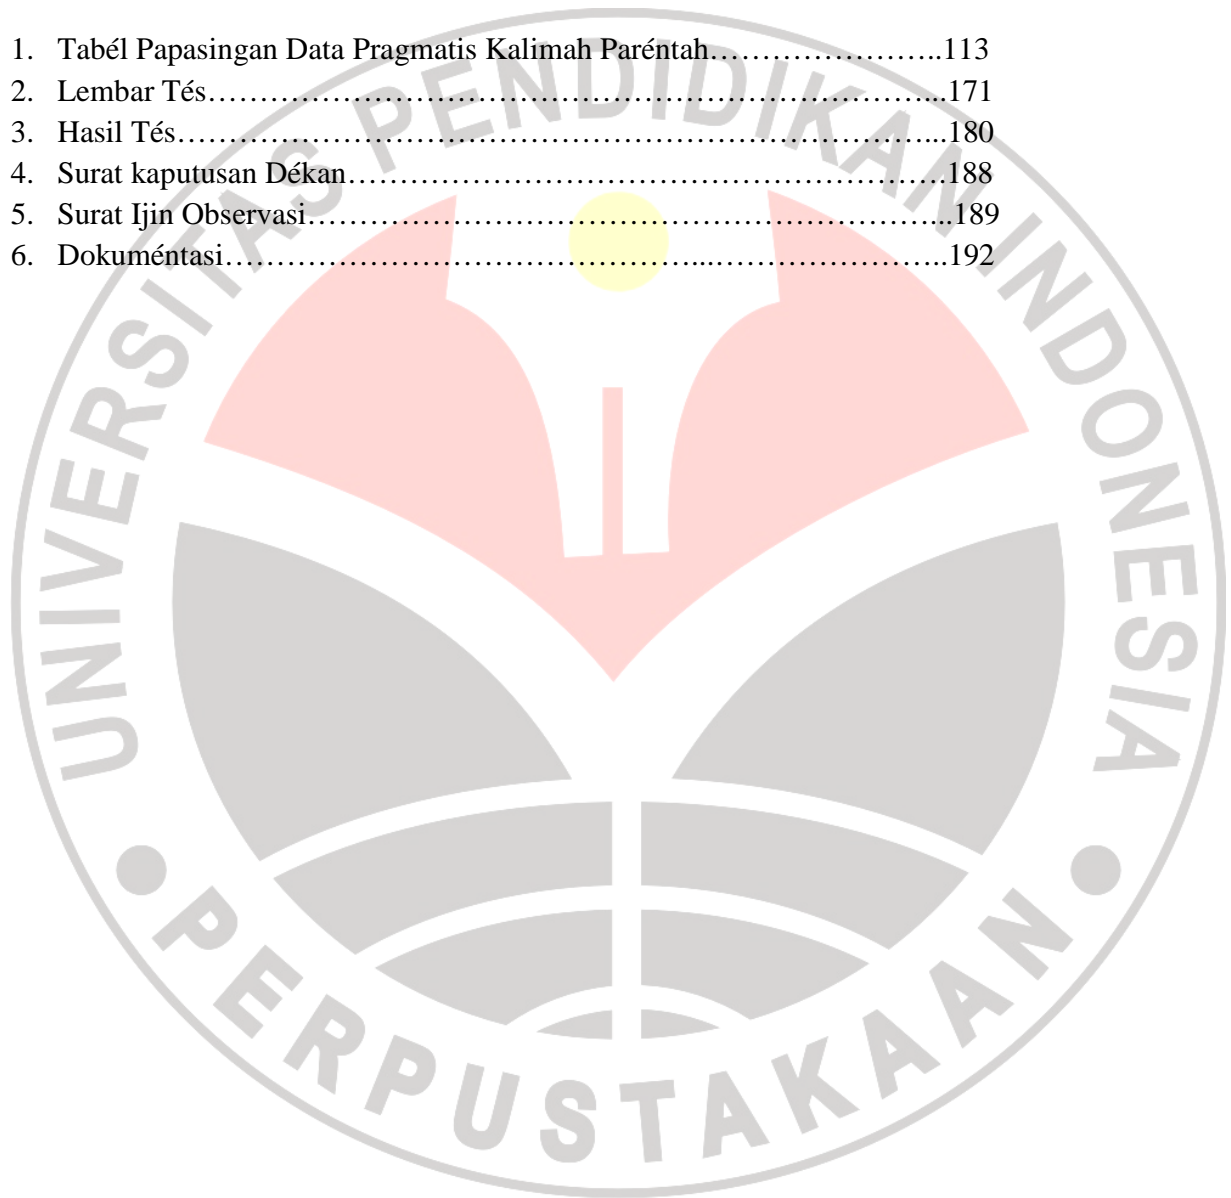 1. Tabél Papasingan Data Pragmatis Kalimah Paréntah…………………..113
2. Lembar Tés……………………………………………………………...171
3. Hasil Tés………………………………………………………………...180
4. Surat kaputusan Dékan………………………………………………….188
5. Surat Ijin Observasi……………………………………………………..189
6. Dokuméntasi………………………………………...…………………..192
UNIVERSITAS PENDIDIKAN INDONESIA
PERPUSTAKAAN